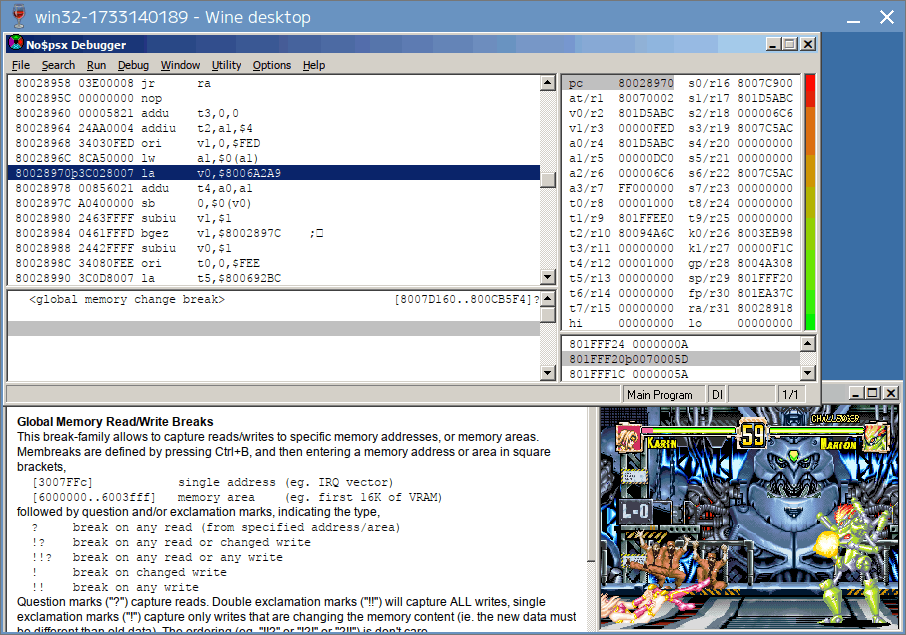 win32-1733140189 - Wine desktop
No$psx Debugger
File Search Run Debug Window Utility Options Help
80028958 03E00008 jr ra
8002895C 00000000 nop
80028960 00005821 addu t3,0,0
80028964 24AA0004 addiu t2,a1,$4
80028968 34030FED ori v1,0,$FED
8002896C 8CA50000 lw a1,$0(a1)
80028970þ3C028007 la v0,$8006A2A9
80028978 00856021 addu t4,a0,a1
8002897C A0400000 sb 0,$0(v0)
80028980 2463FFFF subiu v1,$1
80028984 0461FFFD bgez v1,$8002897C ;
80028988 2442FFFF subiu v0,$1
8002898C 34080FEE ori t0,0,$FEE
80028990 3C0D8007 la t5,$800692BC
pc 80028970 s0/r16 8007C900
at/r1 80070002 s1/r17 801D5ABC
v0/r2 801D5ABC s2/r18 000006C6
v1/r3 00000FED s3/r19 8007C5AC
a0/r4 801D5ABC s4/r20 00000000
a1/r5 00000DC0 s5/r21 00000000
a2/r6 000006C6 s6/r22 8007C5AC
a3/r7 FF000000 s7/r23 00000000
t0/r8 00000001 t8/r24 00000000
t1/r9 801FFEE0 t9/r25 00000000
t2/r10 80094A6C k0/r26 8003EB98
t3/r11 00000000 k1/r27 00000F1C
t4/r12 00001000 gp/r28 8004A308
t5/r13 00000000 sp/r29 801FFF20
t6/r14 00000000 fp/r30 801EA37C
t7/r15 00000000 ra/r31 80028918
hi 00000000 lo 00000000
<global memory change break> [8007D160..800CB5F4]?
801FFF24 0000000A
801FFF20þ0070005D
801FFF1C 0000005A
Main Program DI 1/1
Global Memory Read/Write Breaks
This break-family allows to capture reads/writes to specific memory addresses, or memory areas.
Membreaks are defined by pressing Ctrl+B, and then entering a memory address or area in square
brackets,
[3007FFc] single address (eg. IRQ vector)
[6000000..6003fff] memory area (eg. first 16K of VRAM)
followed by question and/or exclamation marks, indicating the type,
? break on any read (from specified address/area)
!? break on any read or changed write
!!? break on any read or any write
! break on changed write
!! break on any write
Question marks ("?") capture reads. Double exclamation marks ("!!") will capture ALL writes, single
exclamation marks ("!") capture only writes that are changing the memory content (ie. the new data must
be different than old data). The ordering (eg. "!!?" or "!?!" or "?!!") is don't care.
CHALLENGER
KARIN 59 MARION
L-0